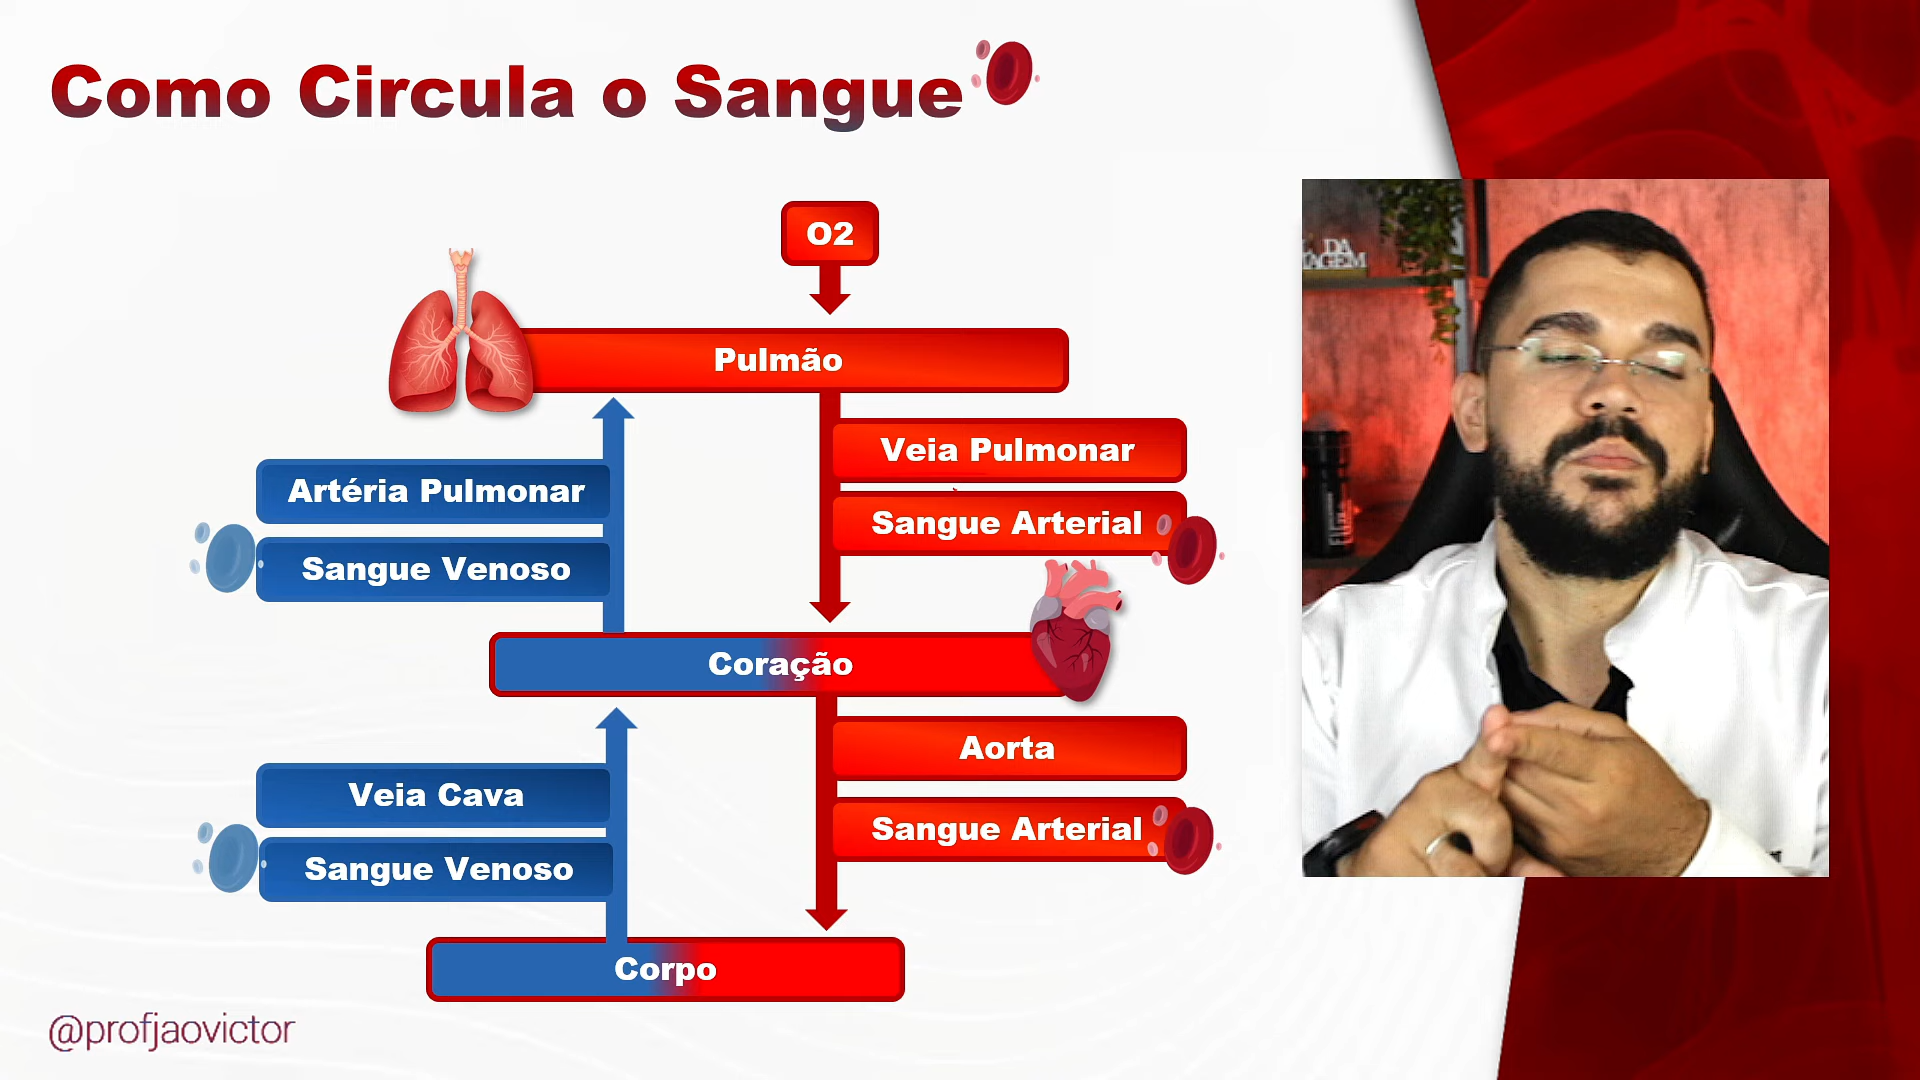 Como Circula o Sangue
O2
Pulmão
Veia Pulmonar
Artéria Pulmonar
Sangue Arterial
Sangue Venoso
Coração
Aorta
Veia Cava
Sangue Arterial
Sangue Venoso
Corpo
@profjaovictor
DA